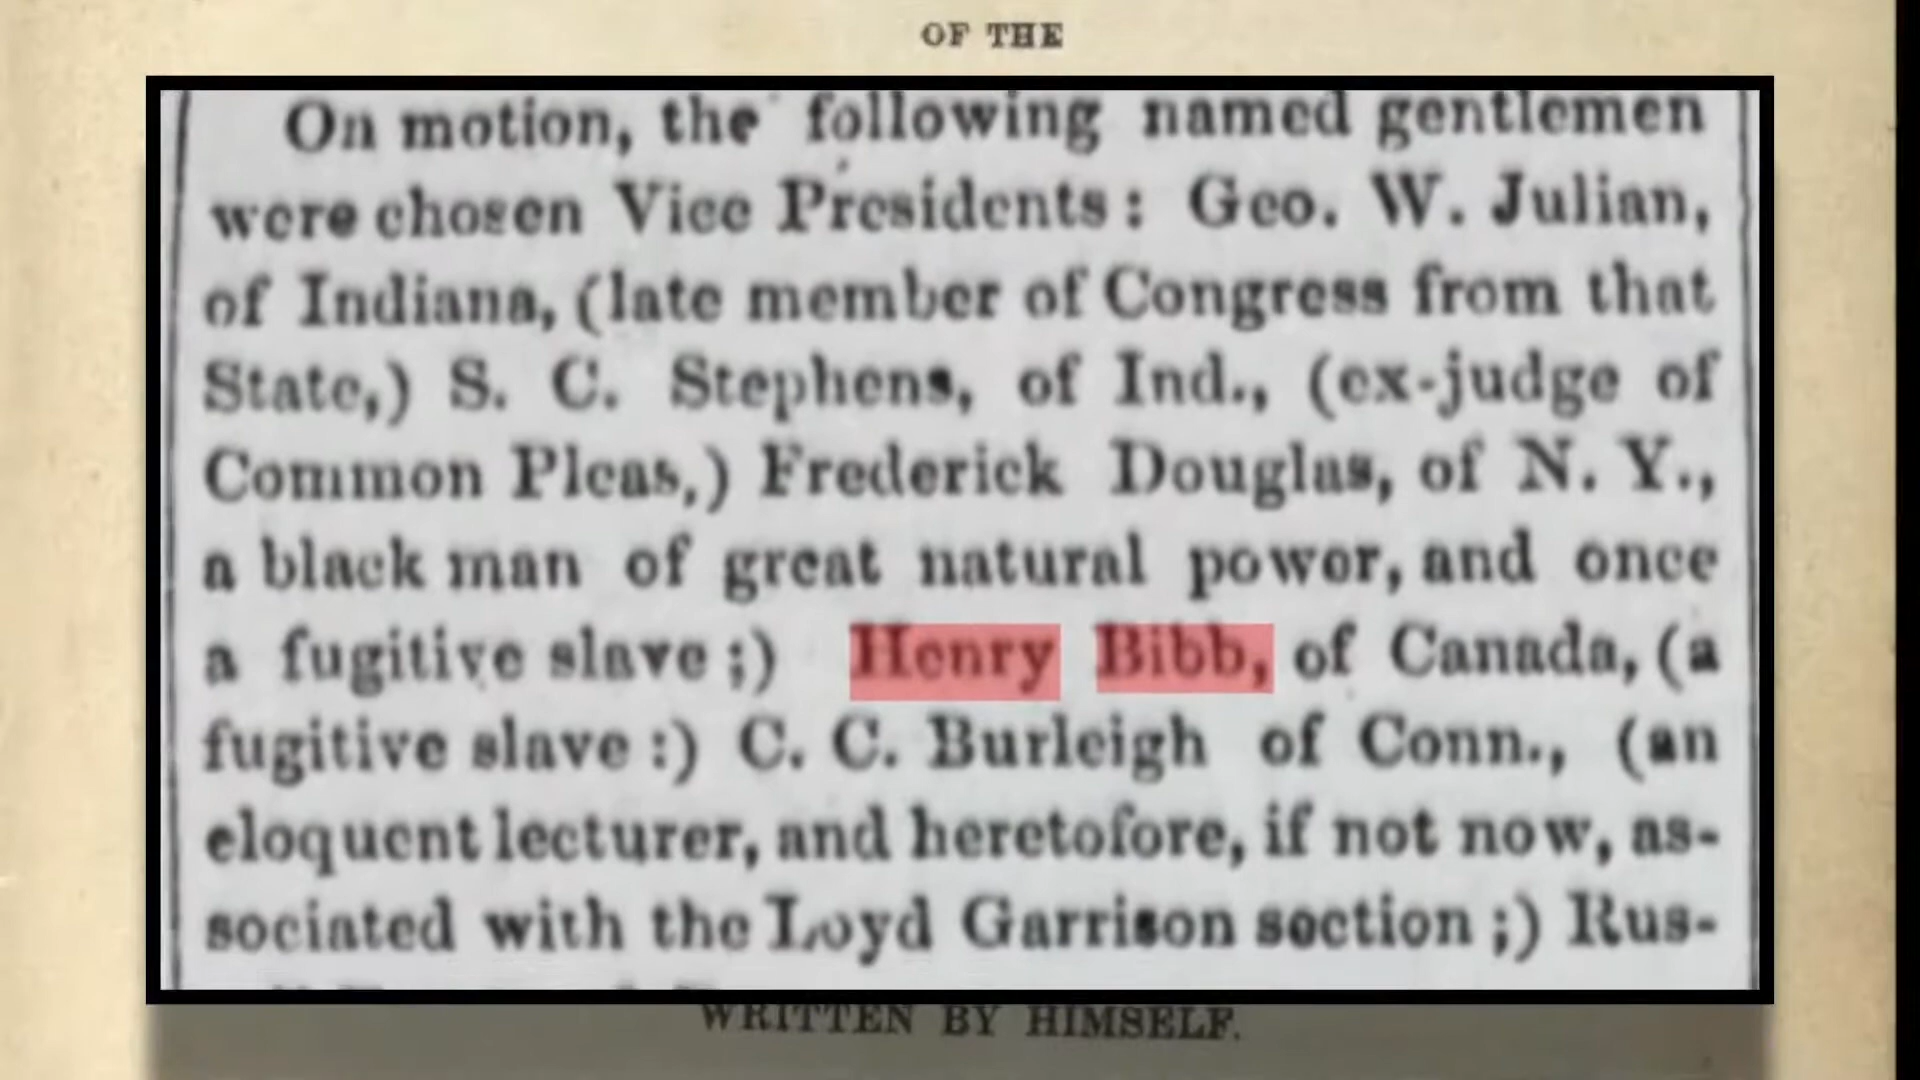 OF THE
On motion, the following named gentlemen
were chosen Vice Presidents: Geo. W. Julian,
of Indiana, (late member of Congress from that
State,) S. C. Stephens, of Ind., (ex-judge of
Common Pleas,) Frederick Douglas, of N. Y.,
a black man of great natural power, and once
a fugitive slave;) Henry Bibb, of Canada, (a
fugitive slave:) C. C. Burleigh of Conn., (an
eloquent lecturer, and heretofore, if not now, as-
sociated with the Loyd Garrison section;) Rus-
WRITTEN BY HIMSELF.